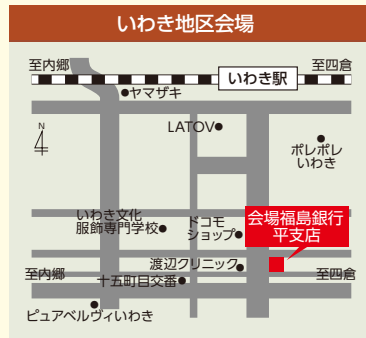 いわき地区会場
至内郷
至四倉
いわき駅
ヤマザキ
N
LATOV
ポレポレ
いわき
いわき文化
服飾専門学校
ドコモ
ショップ
会場福島銀行
平支店
渡辺クリニック
至内郷
至四倉
十五町目交番
ピュアベルヴィいわき